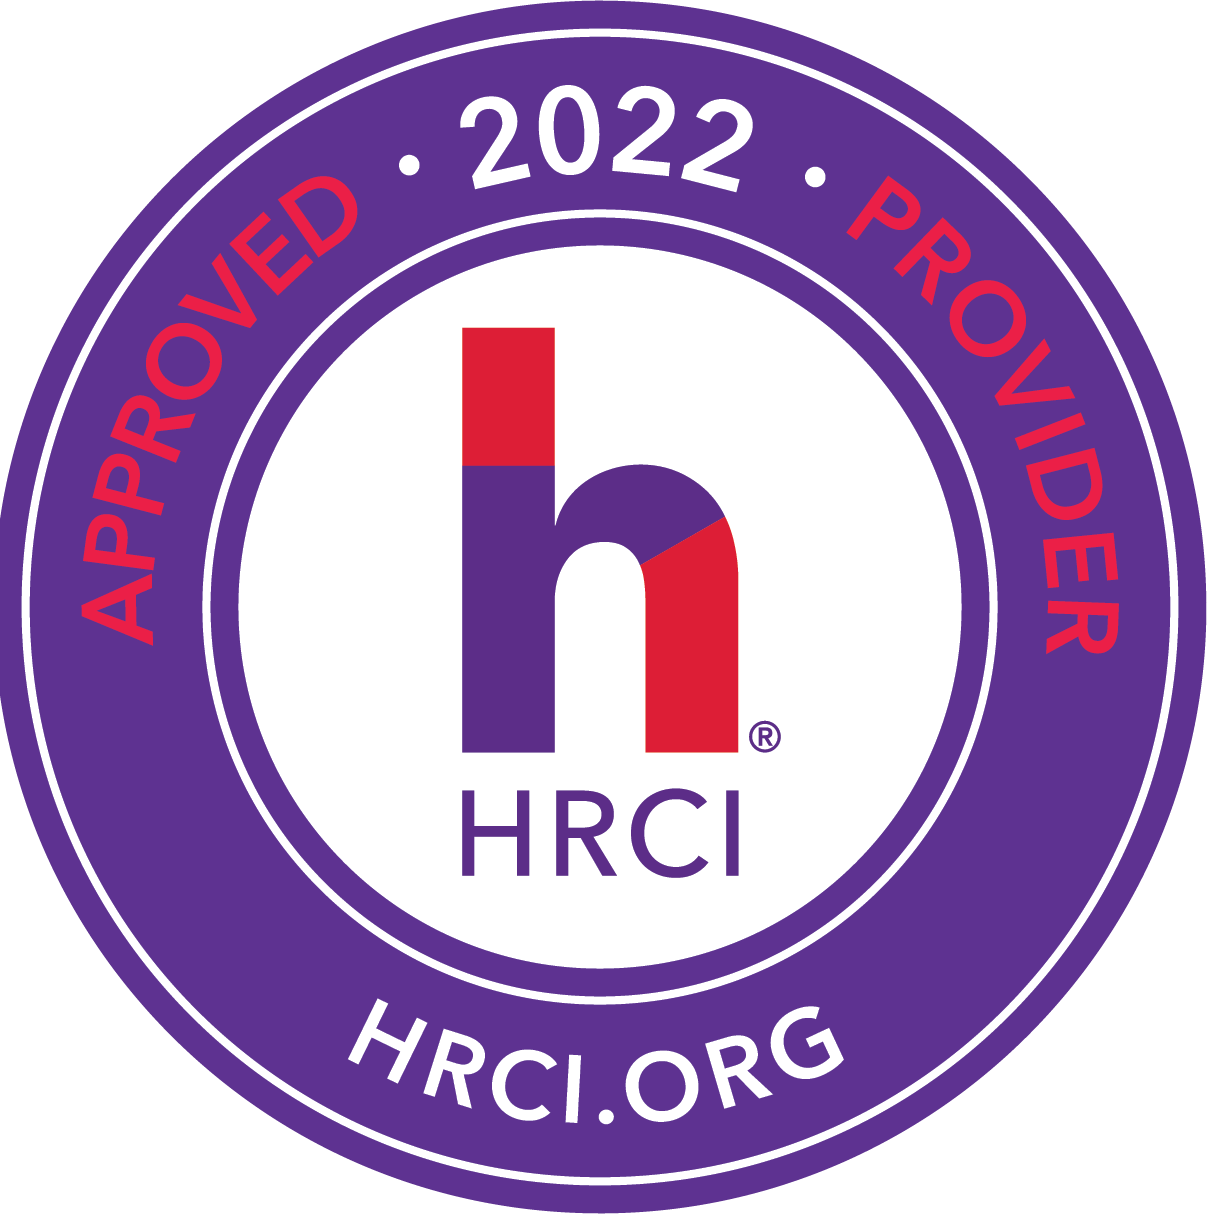 APPROVED · 2022 · PROVIDER
h®
HRCI
HRCI.ORG